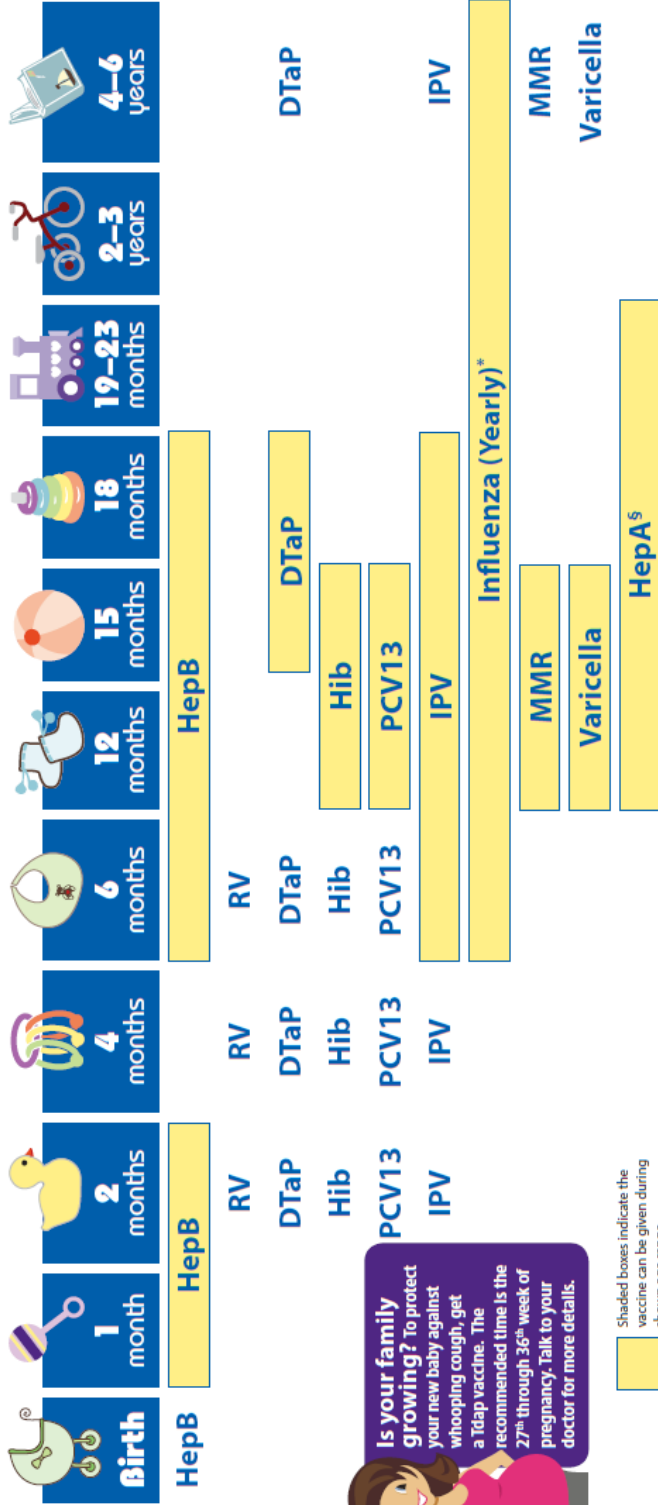 Birth
1
month
2
months
4
months
6
months
12
months
15
months
18
months
19–23
months
2–3
years
4–6
years
HepB
HepB
HepB
RV
RV
RV
DTaP
DTaP
DTaP
DTaP
DTaP
Hib
Hib
Hib
Hib
PCV13
PCV13
PCV13
PCV13
IPV
IPV
IPV
IPV
Influenza (Yearly)*
MMR
MMR
Varicella
Varicella
HepA§
Is your family
growing? To protect
your new baby against
whooping cough, get
a Tdap vaccine. The
recommended time is the
27th through 36th week of
pregnancy. Talk to your
doctor for more details.
Shaded boxes indicate the
vaccine can be given during